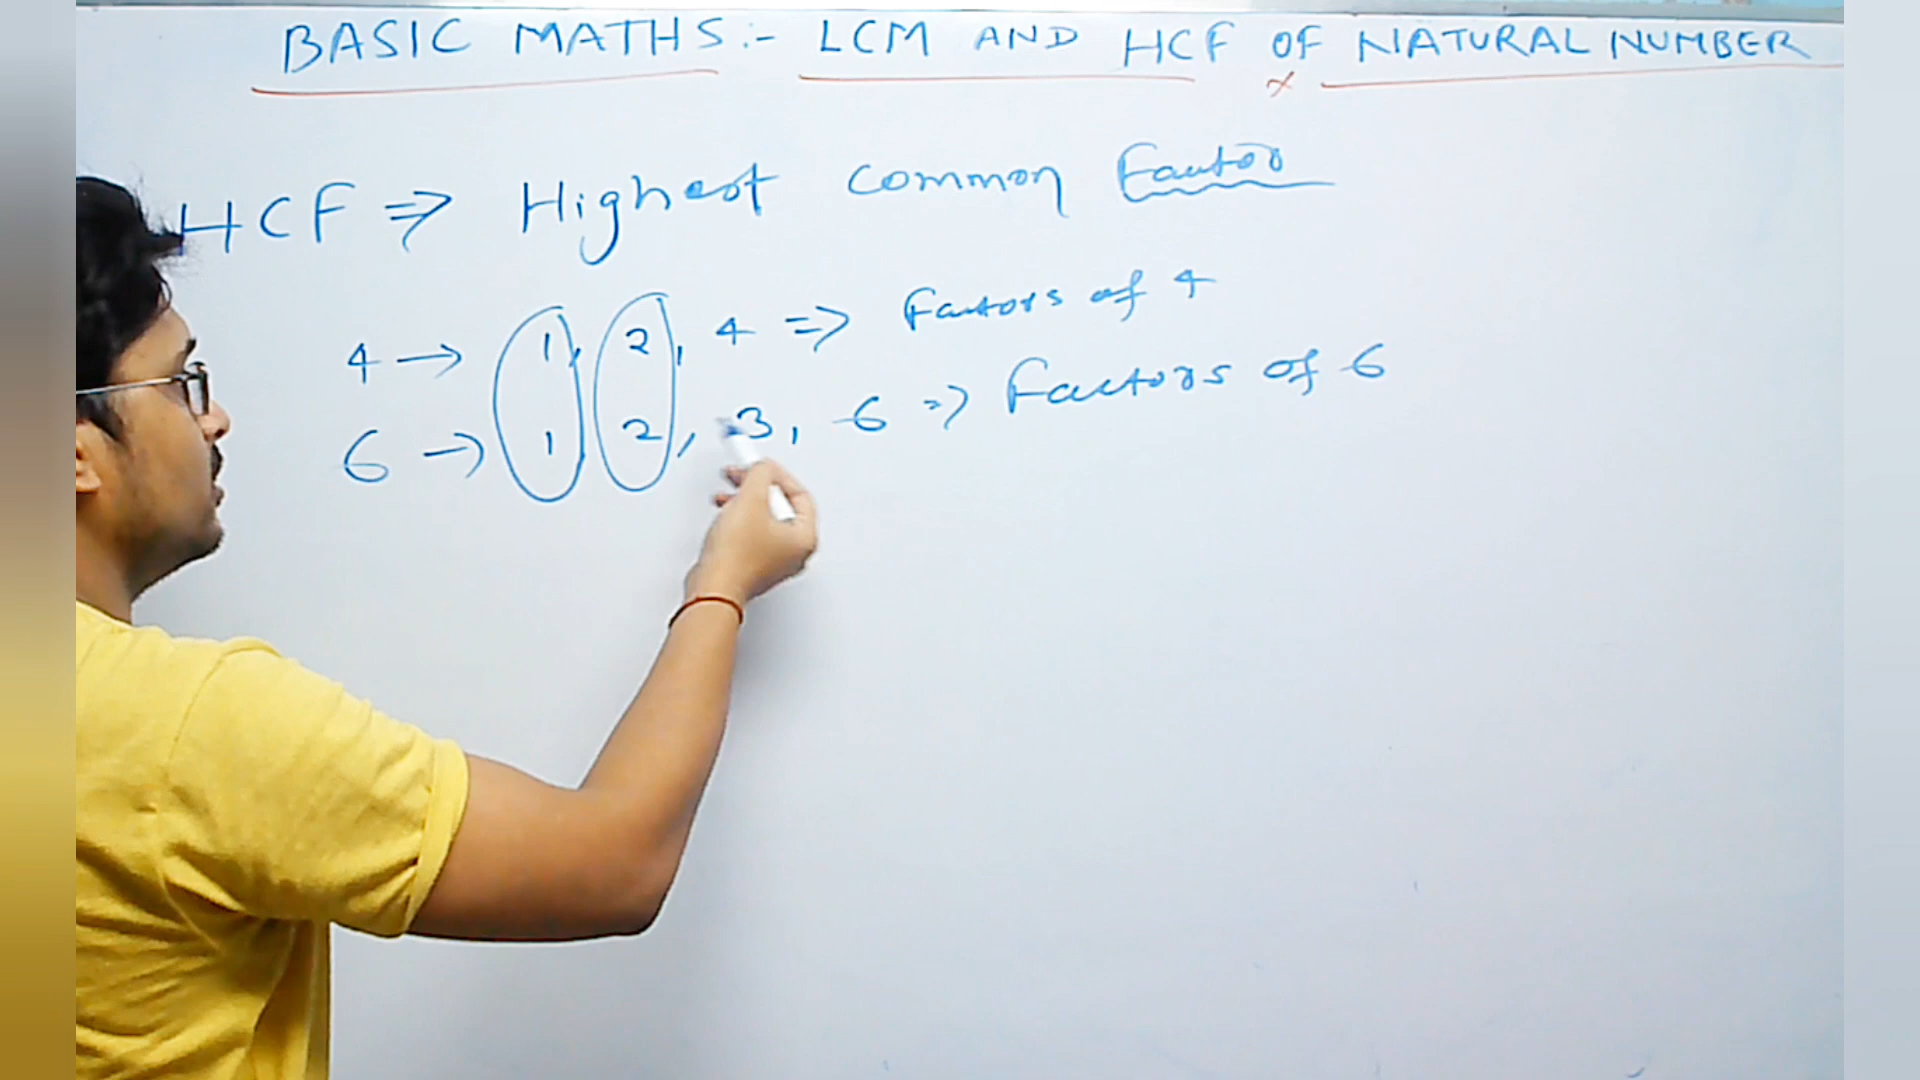 BASIC MATHS:- LCM AND HCF OF NATURAL NUMBER
HCF ⇒ Highest common Factor
4 → 1, 2, 4 ⇒ Factors of 4
6 → 1 2, 3, 6 ⇒ Factors of 6